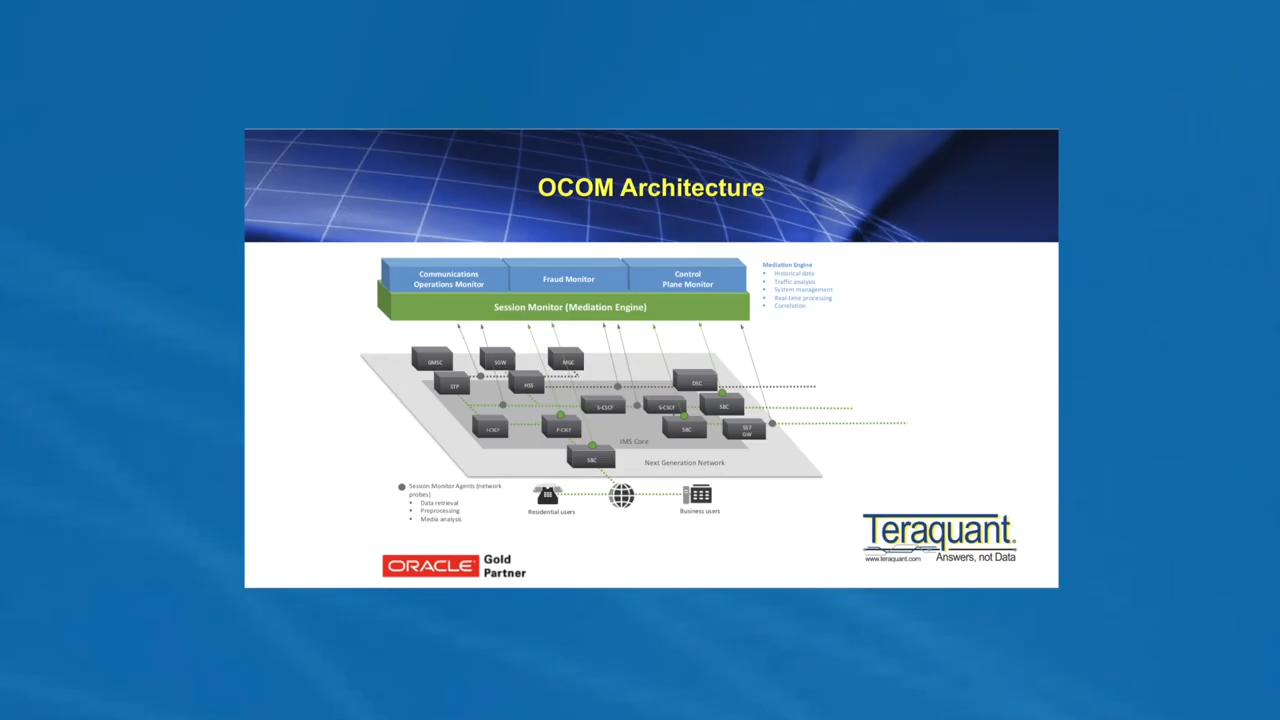 OCOM Architecture
Communications
Operations Monitor
Fraud Monitor
Control
Plane Monitor
Session Monitor (Mediation Engine)
Mediation Engine
• Historical data
• Traffic analysis
• System management
• Real-time processing
• Correlation
GMSC
SGW
MGC
STP
HSS
DSC
S-CSCF
S-CSCF
SBC
I-CSCF
P-CSCF
SBC
SS7
GW
IMS Core
SBC
Next Generation Network
Session Monitor Agents (network
probes)
• Data retrieval
• Preprocessing
• Media analysis
Residential users
Business users
ORACLE
Gold
Partner
Teraquant
www.teraquant.com
Answers, not Data